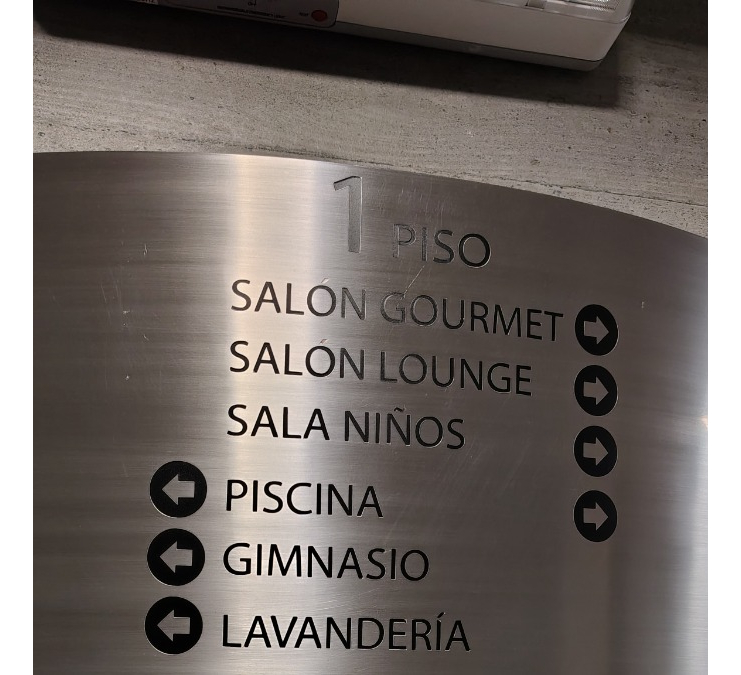 1 PISO
SALÓN GOURMET
SALÓN LOUNGE
SALA NIÑOS
PISCINA
GIMNASIO
LAVANDERÍA